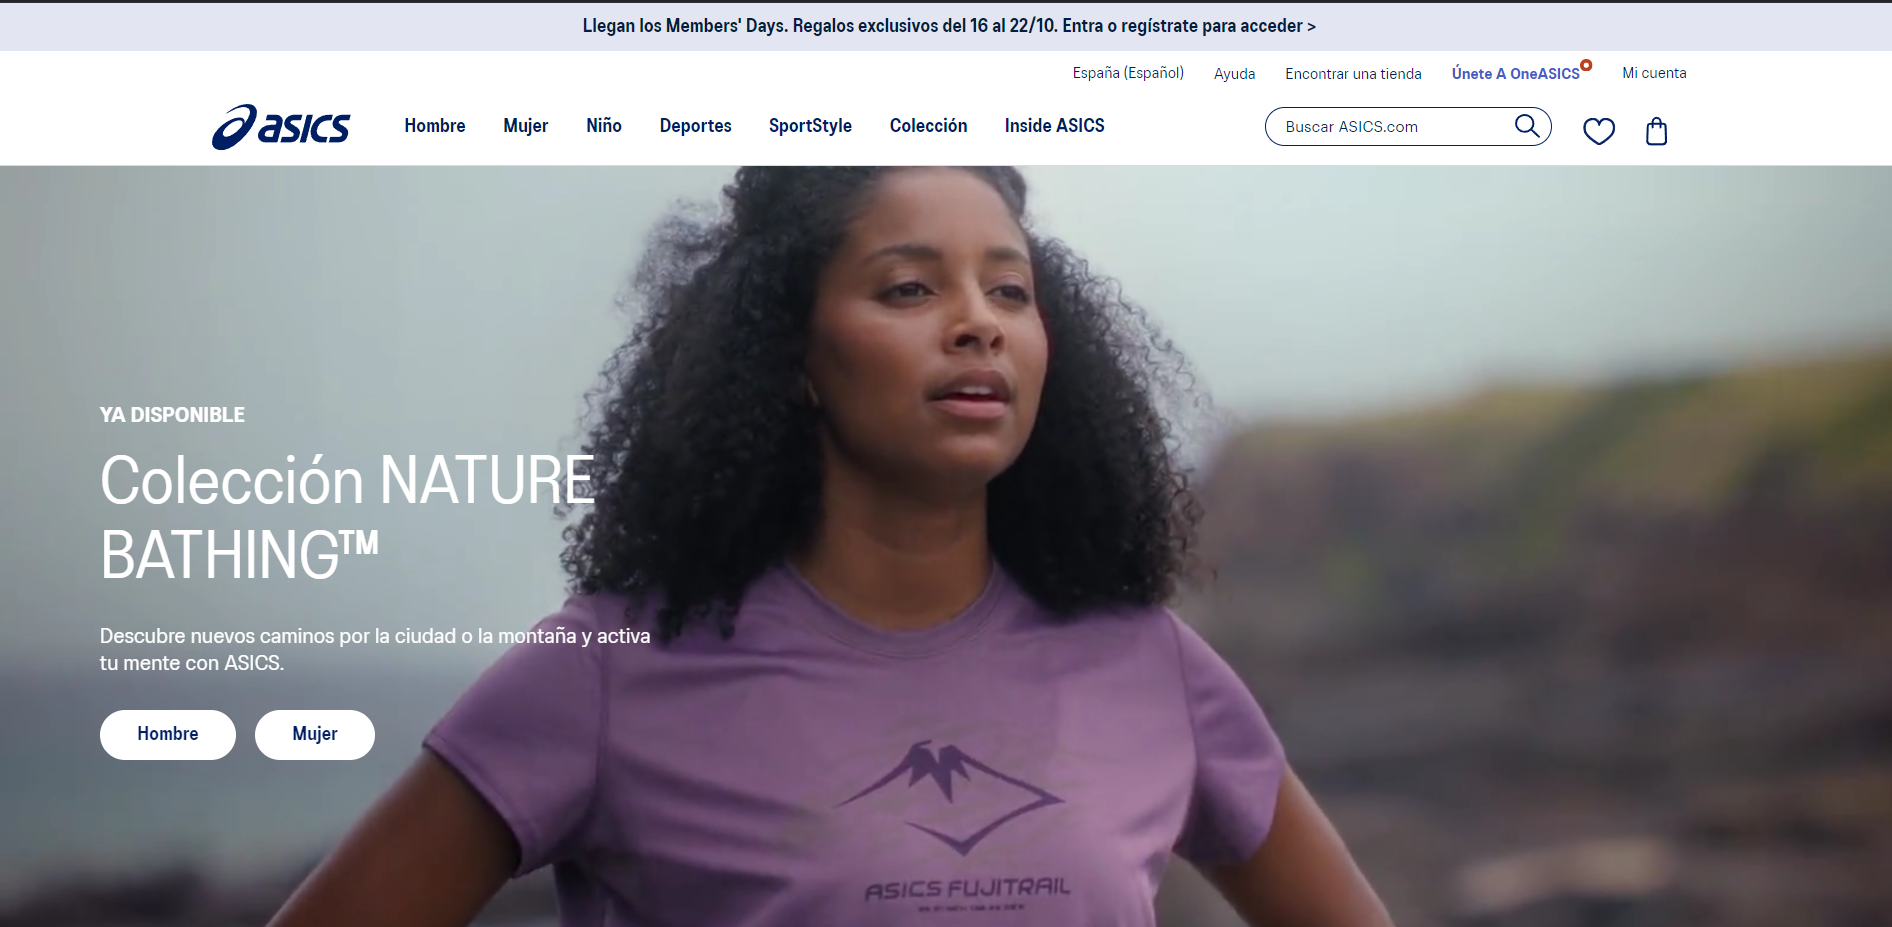 Llegan los Members' Days. Regalos exclusivos del 16 al 22/10. Entra o regístrate para acceder >
España (Español) Ayuda Encontrar una tienda Únete A OneASICS Mi cuenta
asics Hombre Mujer Niño Deportes SportStyle Colección Inside ASICS Buscar ASICS.com
YA DISPONIBLE
Colección NATURE
BATHING™
Descubre nuevos caminos por la ciudad o la montaña y activa
tu mente con ASICS.
Hombre Mujer
ASICS FUJITRAIL